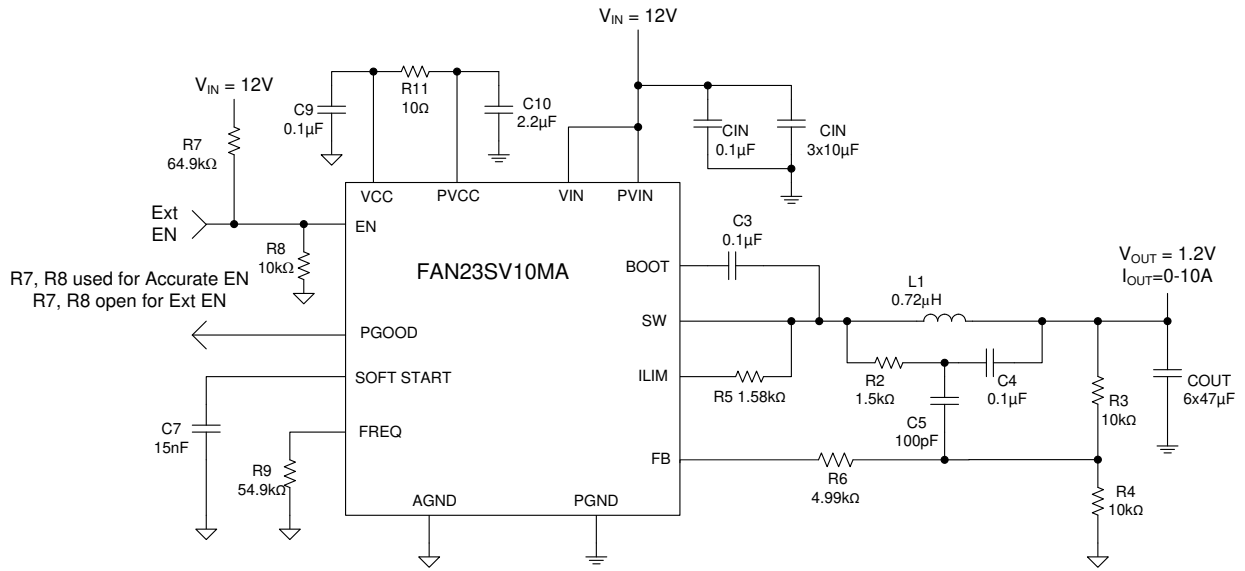 V_IN = 12V
V_IN = 12V
C9
0.1µF
R11
10Ω
C10
2.2µF
CIN
0.1µF
CIN
3x10µF
R7
64.9kΩ
VCC
PVCC
VIN
PVIN
Ext
EN
EN
R8
10kΩ
R7, R8 used for Accurate EN
R7, R8 open for Ext EN
FAN23SV10MA
BOOT
C3
0.1µF
V_OUT = 1.2V
I_OUT=0-10A
L1
0.72µH
PGOOD
SW
SOFT START
ILIM
R5 1.58kΩ
R2
1.5kΩ
C4
0.1µF
C5
100pF
R3
10kΩ
COUT
6x47µF
C7
15nF
FREQ
R9
54.9kΩ
FB
R6
4.99kΩ
R4
10kΩ
AGND
PGND